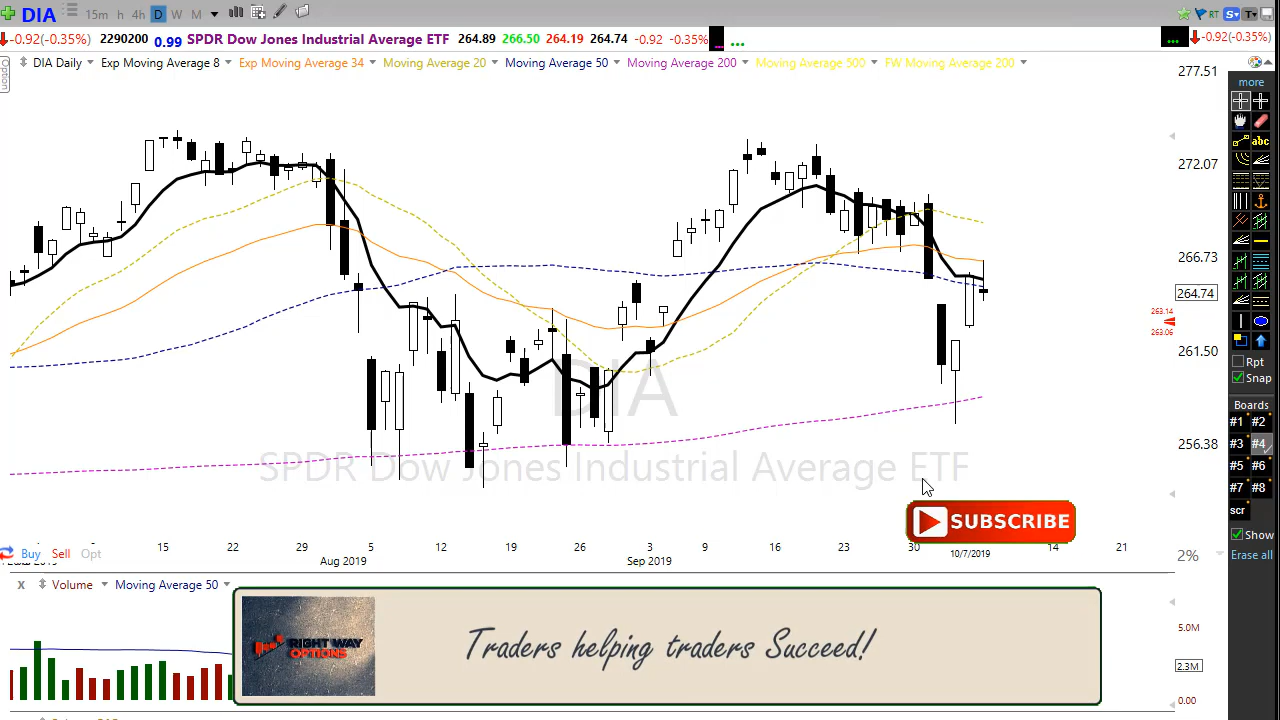 DIA 15m h 4h D W M RT S T
-0.92(-0.35%) 2290200 0.99 SPDR Dow Jones Industrial Average ETF 264.89 266.50 264.19 264.74 -0.92 -0.35% ... ... -0.92(-0.35%)
Option
DIA Daily Exp Moving Average 8 Exp Moving Average 34 Moving Average 20 Moving Average 50 Moving Average 200 Moving Average 500 FW Moving Average 200
277.51
272.07
266.73
264.74
263.14
263.06
261.50
256.38
more
abc
Rpt
Snap
Boards
#1 #2
#3 #4
#5 #6
#7 #8
scr
Show
Erase all
DIA
SPDR Dow Jones Industrial Average ETF
SUBSCRIBE
15 22 29 5 12 19 26 3 9 16 23 30 10/7/2019 14 21
Aug 2019 Sep 2019
Buy Sell Opt
2%
X Volume Moving Average 50
RIGHT WAY
OPTIONS
Traders helping traders Succeed!
5.0M
2.3M
0.00